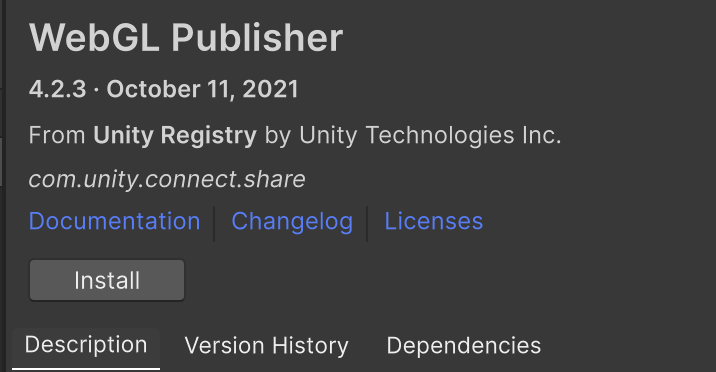 WebGL Publisher
4.2.3 · October 11, 2021
From Unity Registry by Unity Technologies Inc.
com.unity.connect.share
Documentation Changelog Licenses
Install
Description Version History Dependencies